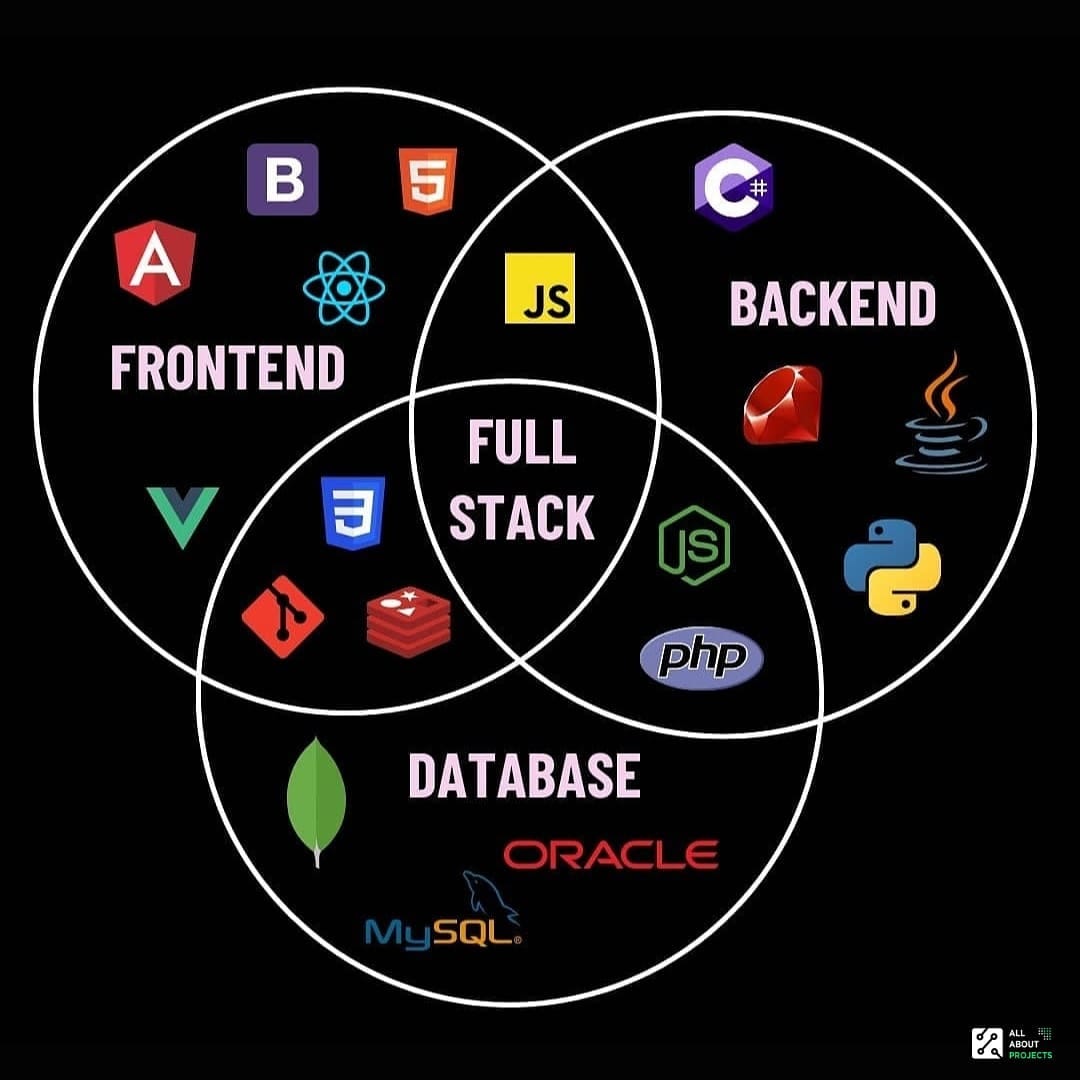 B
5
C#
A
JS
BACKEND
FRONTEND
FULL
STACK
3
JS
php
DATABASE
ORACLE
MySQL®
ALL
ABOUT
PROJECTS